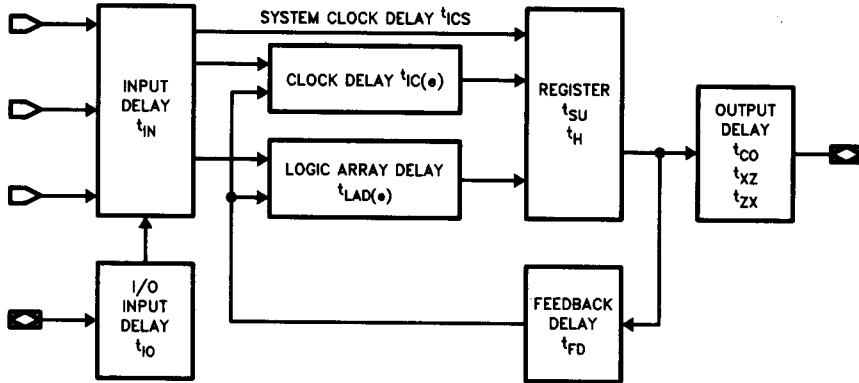 SYSTEM CLOCK DELAY tICS
INPUT
DELAY
tIN
CLOCK DELAY tIC(e)
LOGIC ARRAY DELAY
tLAD(e)
REGISTER
tSU
tH
OUTPUT
DELAY
tCO
tXZ
tZX
I/O
INPUT
DELAY
tIO
FEEDBACK
DELAY
tFD